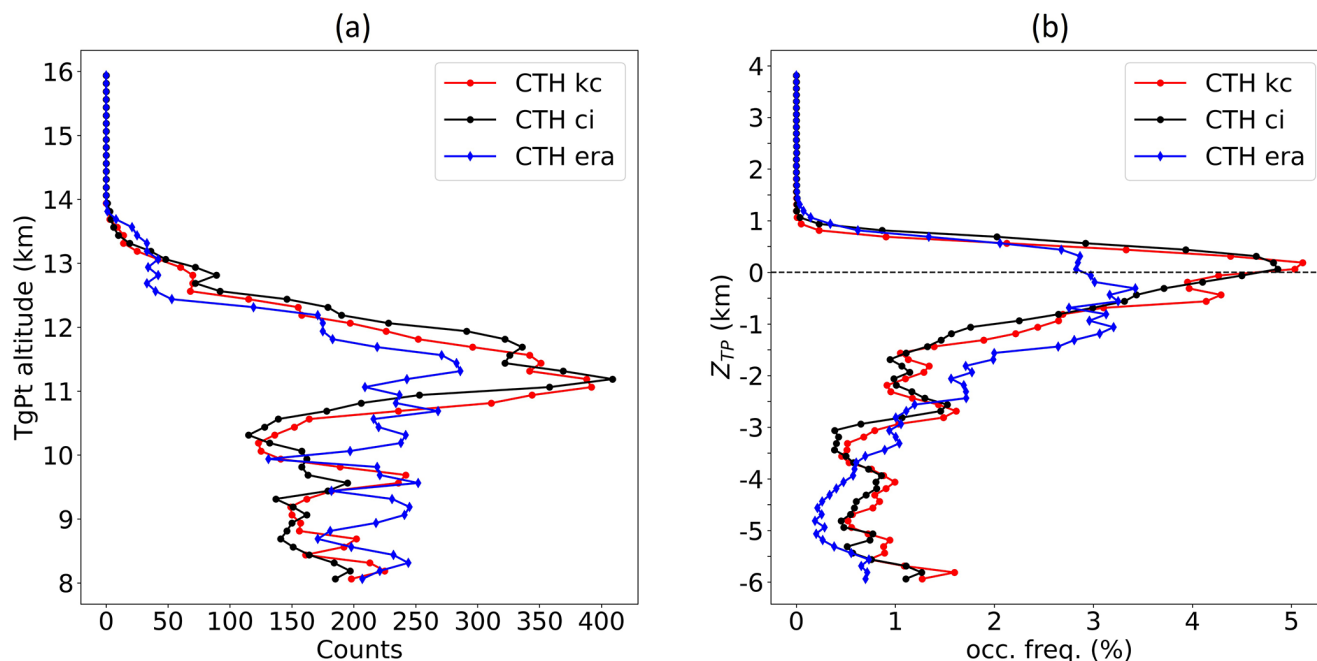 (a)
TgPt altitude (km)
16
15
14
13
12
11
10
9
8
CTH kc
CTH ci
CTH era
0 50 100 150 200 250 300 350 400
Counts
(b)
Z_TP (km)
4
3
2
1
0
-1
-2
-3
-4
-5
-6
CTH kc
CTH ci
CTH era
0 1 2 3 4 5
occ. freq. (%)